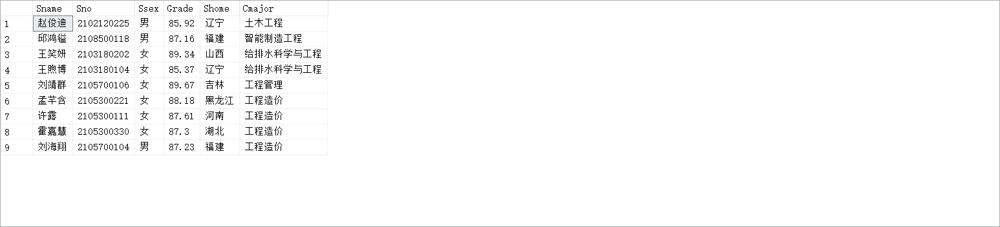 Sname Sno Ssex Grade Shome Cmajor
1 赵俊迪 2102120225 男 85.92 辽宁 土木工程
2 邱鸿镒 2108500118 男 87.16 福建 智能制造工程
3 王笑妍 2103180202 女 89.34 山西 给排水科学与工程
4 王煦博 2103180104 女 85.37 辽宁 给排水科学与工程
5 刘靖群 2105700106 女 89.67 吉林 工程管理
6 孟芊含 2105300221 女 88.18 黑龙江 工程造价
7 许露 2105300111 女 87.61 河南 工程造价
8 霍嘉慧 2105300330 女 87.3 湖北 工程造价
9 刘海翔 2105700104 男 87.23 福建 工程造价